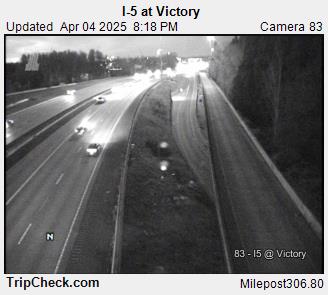 I-5 at Victory
Updated Apr 04 2025 8:18 PM Camera 83
N
83 - I5 @ Victory
TripCheck.com Milepost306.80